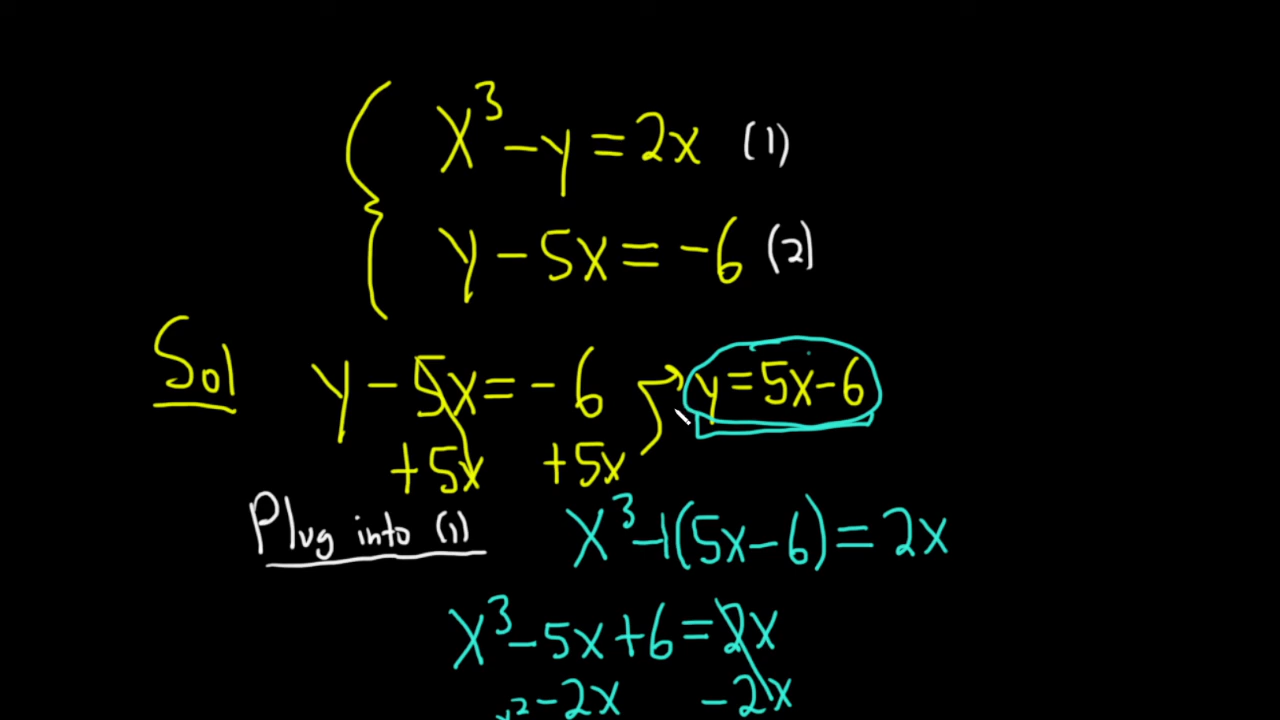 x³ - y = 2x (1)
y - 5x = -6 (2)
Sol y - 5x = -6 y = 5x - 6
+5x +5x
Plug into (1) x³ - 1(5x - 6) = 2x
x³ - 5x + 6 = 2x
- 2x - 2x